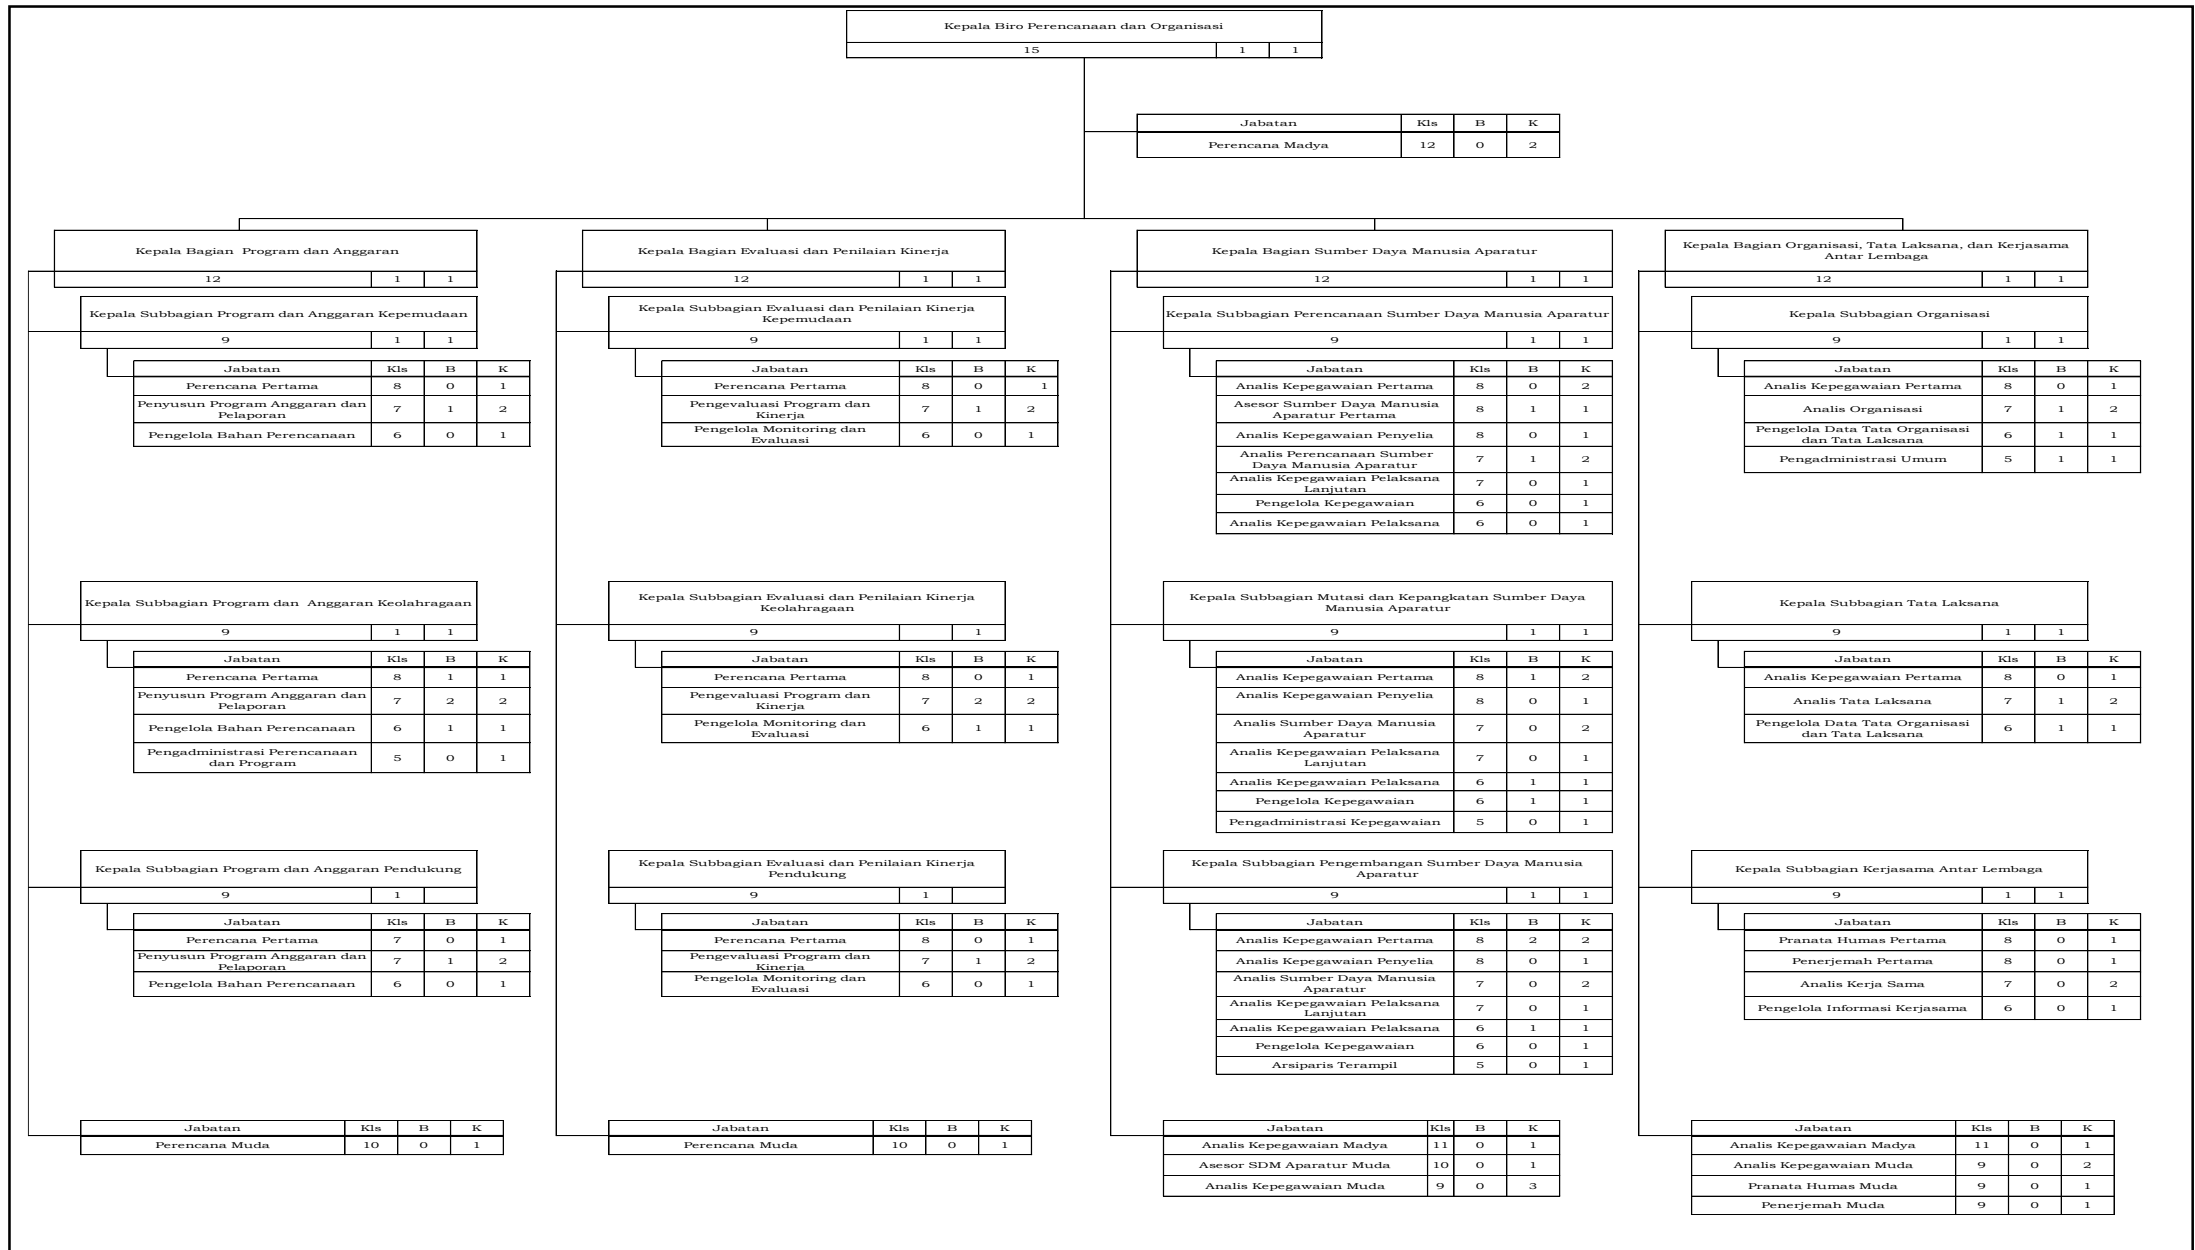 Kepala Biro Perencanaan dan Organisasi
15 1 1
Jabatan Kls B K
Perencana Madya 12 0 2
Kepala Bagian Program dan Anggaran
12 1 1
Kepala Subbagian Program dan Anggaran Kepemudaan
9 1 1
Jabatan Kls B K
Perencana Pertama 8 0 1
Penyusun Program Anggaran dan
Pelaporan 7 1 2
Pengelola Bahan Perencanaan 6 0 1
Kepala Subbagian Program dan Anggaran Keolahragaan
9 1 1
Jabatan Kls B K
Perencana Pertama 8 1 1
Penyusun Program Anggaran dan
Pelaporan 7 2 2
Pengelola Bahan Perencanaan 6 1 1
Pengadministrasi Perencanaan
dan Program 5 0 1
Kepala Subbagian Program dan Anggaran Pendukung
9 1
Jabatan Kls B K
Perencana Pertama 7 0 1
Penyusun Program Anggaran dan
Pelaporan 7 1 2
Pengelola Bahan Perencanaan 6 0 1
Jabatan Kls B K
Perencana Muda 10 0 1
Kepala Bagian Evaluasi dan Penilaian Kinerja
12 1 1
Kepala Subbagian Evaluasi dan Penilaian Kinerja
Kepemudaan
9 1 1
Jabatan Kls B K
Perencana Pertama 8 0 1
Pengevaluasi Program dan
Kinerja 7 1 2
Pengelola Monitoring dan
Evaluasi 6 0 1
Kepala Subbagian Evaluasi dan Penilaian Kinerja
Keolahragaan
9 1
Jabatan Kls B K
Perencana Pertama 8 0 1
Pengevaluasi Program dan
Kinerja 7 2 2
Pengelola Monitoring dan
Evaluasi 6 1 1
Kepala Subbagian Evaluasi dan Penilaian Kinerja
Pendukung
9 1
Jabatan Kls B K
Perencana Pertama 8 0 1
Pengevaluasi Program dan
Kinerja 7 1 2
Pengelola Monitoring dan
Evaluasi 6 0 1
Jabatan Kls B K
Perencana Muda 10 0 1
Kepala Bagian Sumber Daya Manusia Aparatur
12 1 1
Kepala Subbagian Perencanaan Sumber Daya Manusia Aparatur
9 1 1
Jabatan Kls B K
Analis Kepegawaian Pertama 8 0 2
Asesor Sumber Daya Manusia
Aparatur Pertama 8 1 1
Analis Kepegawaian Penyelia 8 0 1
Analis Perencanaan Sumber
Daya Manusia Aparatur 7 1 2
Analis Kepegawaian Pelaksana
Lanjutan 7 0 1
Pengelola Kepegawaian 6 0 1
Analis Kepegawaian Pelaksana 6 0 1
Kepala Subbagian Mutasi dan Kepangkatan Sumber Daya
Manusia Aparatur
9 1 1
Jabatan Kls B K
Analis Kepegawaian Pertama 8 1 2
Analis Kepegawaian Penyelia 8 0 1
Analis Sumber Daya Manusia
Aparatur 7 0 2
Analis Kepegawaian Pelaksana
Lanjutan 7 0 1
Analis Kepegawaian Pelaksana 6 1 1
Pengelola Kepegawaian 6 1 1
Pengadministrasi Kepegawaian 5 0 1
Kepala Subbagian Pengembangan Sumber Daya Manusia
Aparatur
9 1 1
Jabatan Kls B K
Analis Kepegawaian Pertama 8 2 2
Analis Kepegawaian Penyelia 8 0 1
Analis Sumber Daya Manusia
Aparatur 7 0 2
Analis Kepegawaian Pelaksana
Lanjutan 7 0 1
Analis Kepegawaian Pelaksana 6 1 1
Pengelola Kepegawaian 6 0 1
Arsiparis Terampil 5 0 1
Jabatan Kls B K
Analis Kepegawaian Madya 11 0 1
Asesor SDM Aparatur Muda 10 0 1
Analis Kepegawaian Muda 9 0 3
Kepala Bagian Organisasi, Tata Laksana, dan Kerjasama
Antar Lembaga
12 1 1
Kepala Subbagian Organisasi
9 1 1
Jabatan Kls B K
Analis Kepegawaian Pertama 8 0 1
Analis Organisasi 7 1 2
Pengelola Data Tata Organisasi
dan Tata Laksana 6 1 1
Pengadministrasi Umum 5 1 1
Kepala Subbagian Tata Laksana
9 1 1
Jabatan Kls B K
Analis Kepegawaian Pertama 8 0 1
Analis Tata Laksana 7 1 2
Pengelola Data Tata Organisasi
dan Tata Laksana 6 1 1
Kepala Subbagian Kerjasama Antar Lembaga
9 1 1
Jabatan Kls B K
Pranata Humas Pertama 8 0 1
Penerjemah Pertama 8 0 1
Analis Kerja Sama 7 0 2
Pengelola Informasi Kerjasama 6 0 1
Jabatan Kls B K
Analis Kepegawaian Madya 11 0 1
Analis Kepegawaian Muda 9 0 2
Pranata Humas Muda 9 0 1
Penerjemah Muda 9 0 1